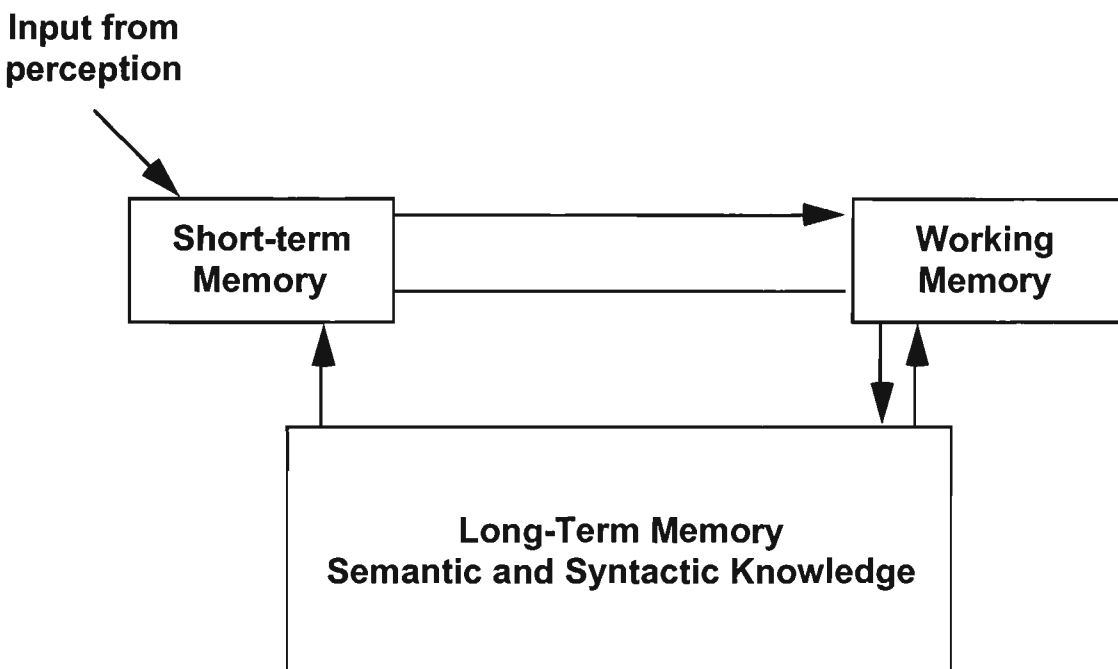 Input from
perception
Short-term
Memory
Working
Memory
Long-Term Memory
Semantic and Syntactic Knowledge